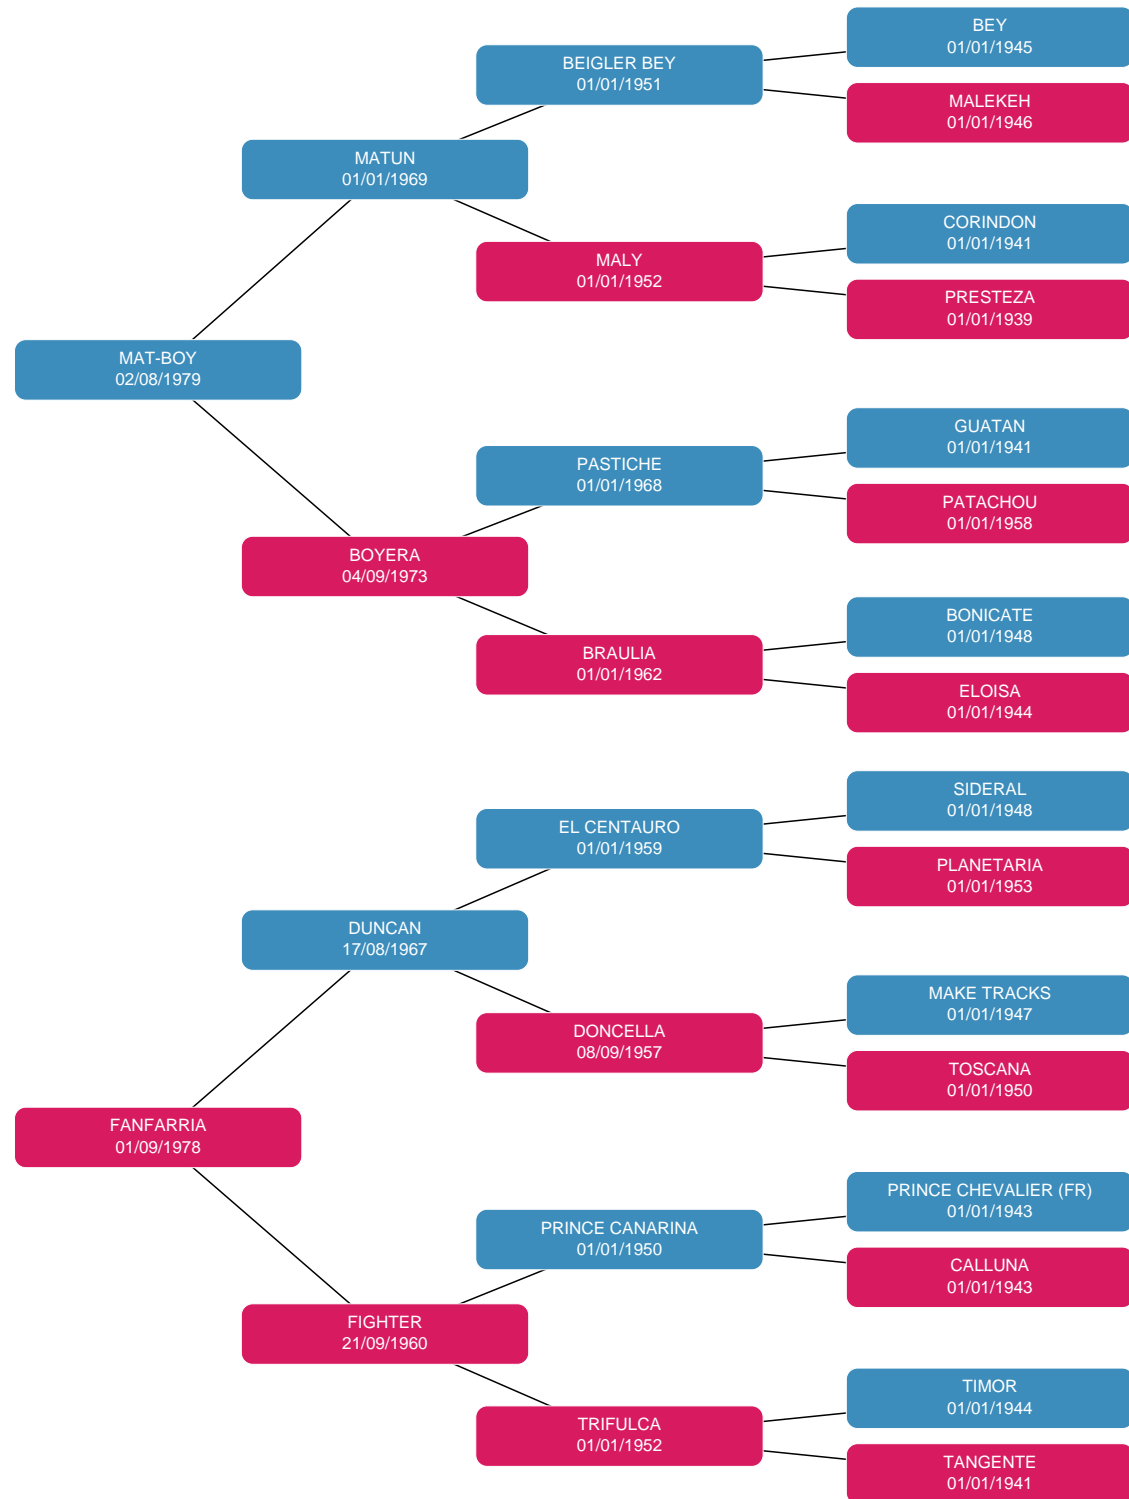 BEY
01/01/1945
BEIGLER BEY
01/01/1951
MALEKEH
01/01/1946
MATUN
01/01/1969
CORINDON
01/01/1941
MALY
01/01/1952
PRESTEZA
01/01/1939
MAT-BOY
02/08/1979
GUATAN
01/01/1941
PASTICHE
01/01/1968
PATACHOU
01/01/1958
BOYERA
04/09/1973
BONICATE
01/01/1948
BRAULIA
01/01/1962
ELOISA
01/01/1944
SIDERAL
01/01/1948
EL CENTAURO
01/01/1959
PLANETARIA
01/01/1953
DUNCAN
17/08/1967
MAKE TRACKS
01/01/1947
DONCELLA
08/09/1957
TOSCANA
01/01/1950
FANFARRIA
01/09/1978
PRINCE CHEVALIER (FR)
01/01/1943
PRINCE CANARINA
01/01/1950
CALLUNA
01/01/1943
FIGHTER
21/09/1960
TIMOR
01/01/1944
TRIFULCA
01/01/1952
TANGENTE
01/01/1941